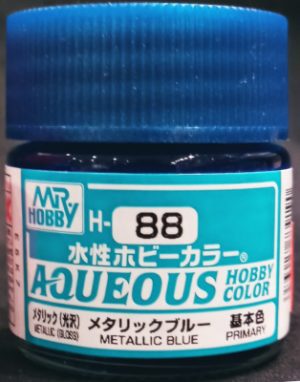 MR HOBBY
H-88
水性ホビーカラー®
AQUEOUS HOBBY COLOR
メタリック(光沢) メタリックブルー 基本色
METALLIC (GLOSS) METALLIC BLUE PRIMARY